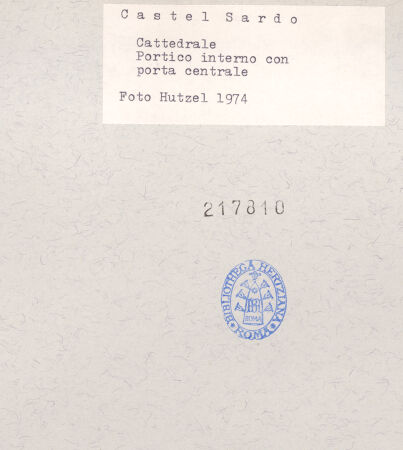 Castel Sardo
Cattedrale
Portico interno con
porta centrale
Foto Hutzel 1974
217810
BIBLIOTHECA HERTZIANA
ROMA